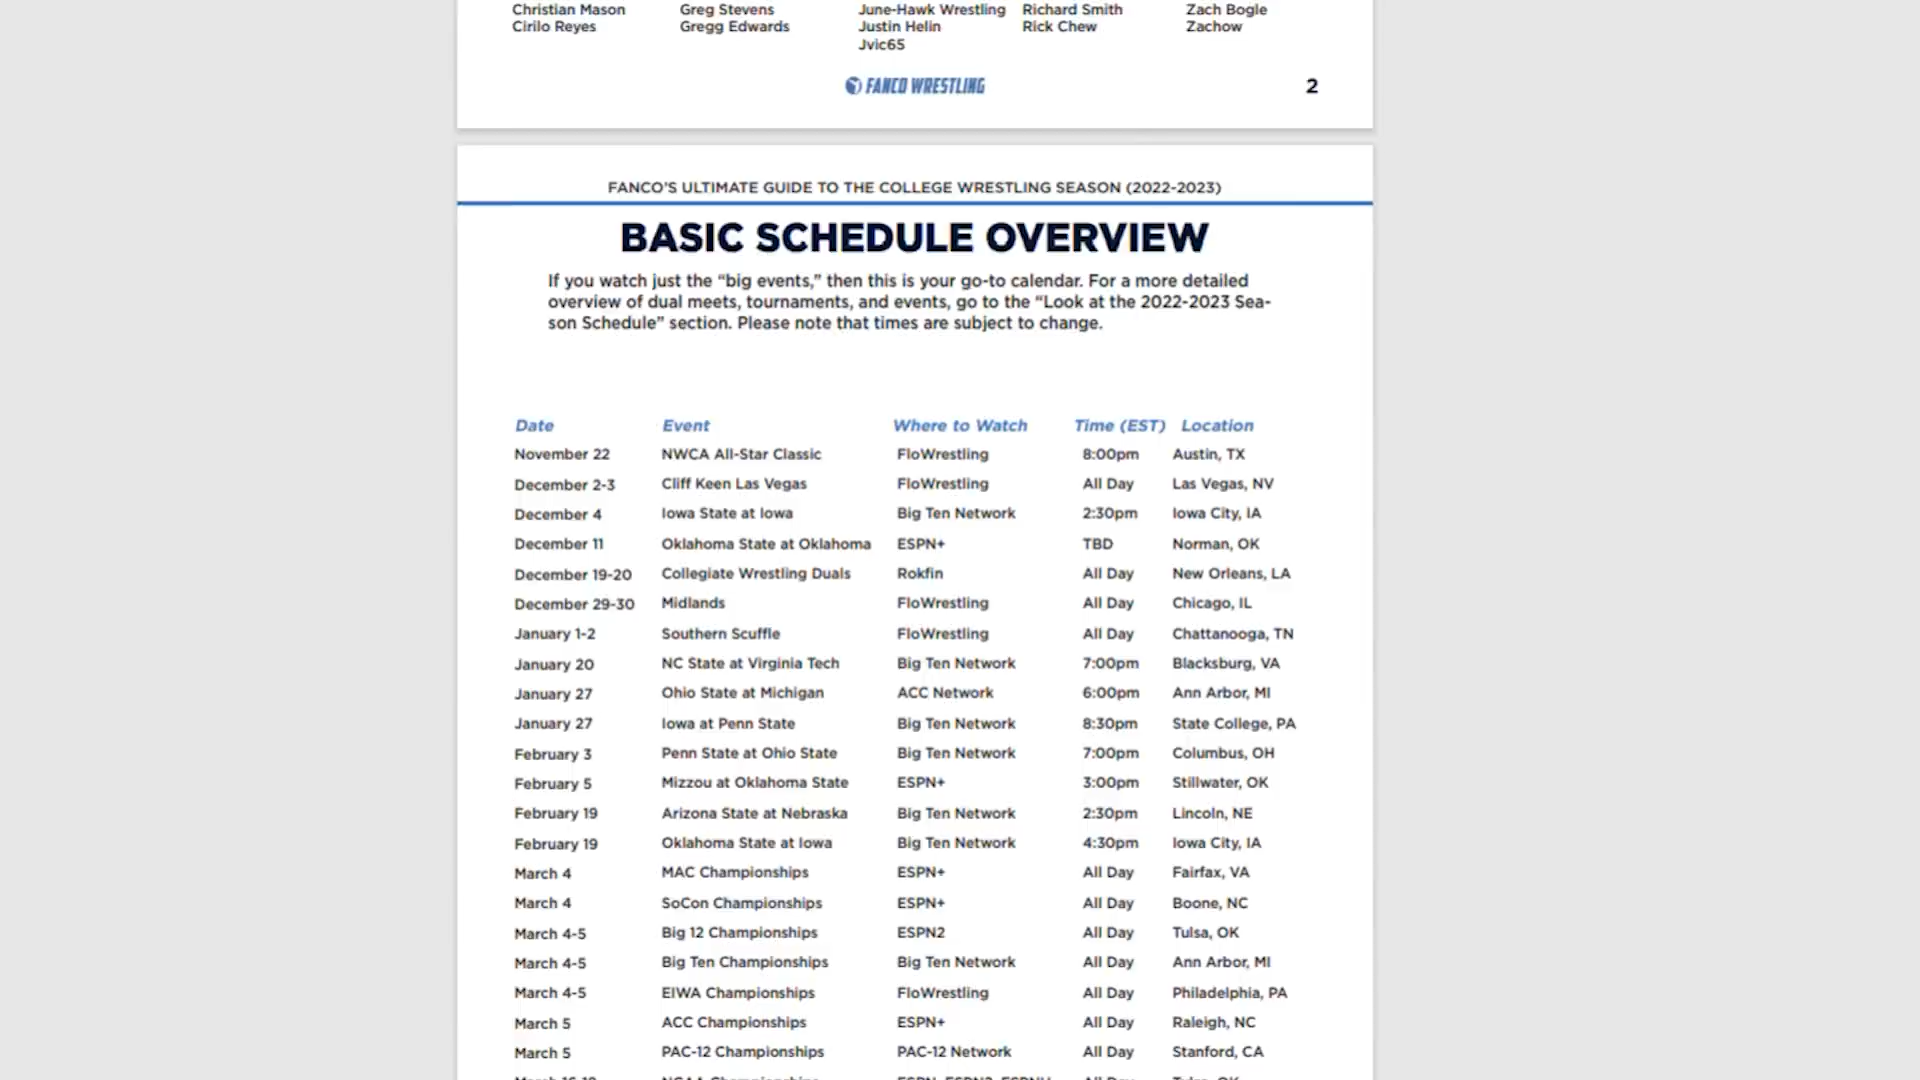 Christian Mason Greg Stevens June-Hawk Wrestling Richard Smith Zach Bogle
Cirilo Reyes Gregg Edwards Justin Helin Rick Chew Zachow
Jvic65
FANCO WRESTLING 2
FANCO'S ULTIMATE GUIDE TO THE COLLEGE WRESTLING SEASON (2022-2023)
BASIC SCHEDULE OVERVIEW
If you watch just the “big events,” then this is your go-to calendar. For a more detailed
overview of dual meets, tournaments, and events, go to the “Look at the 2022-2023 Sea-
son Schedule” section. Please note that times are subject to change.
Date Event Where to Watch Time (EST) Location
November 22 NWCA All-Star Classic FloWrestling 8:00pm Austin, TX
December 2-3 Cliff Keen Las Vegas FloWrestling All Day Las Vegas, NV
December 4 Iowa State at Iowa Big Ten Network 2:30pm Iowa City, IA
December 11 Oklahoma State at Oklahoma ESPN+ TBD Norman, OK
December 19-20 Collegiate Wrestling Duals Rokfin All Day New Orleans, LA
December 29-30 Midlands FloWrestling All Day Chicago, IL
January 1-2 Southern Scuffle FloWrestling All Day Chattanooga, TN
January 20 NC State at Virginia Tech Big Ten Network 7:00pm Blacksburg, VA
January 27 Ohio State at Michigan ACC Network 6:00pm Ann Arbor, MI
January 27 Iowa at Penn State Big Ten Network 8:30pm State College, PA
February 3 Penn State at Ohio State Big Ten Network 7:00pm Columbus, OH
February 5 Mizzou at Oklahoma State ESPN+ 3:00pm Stillwater, OK
February 19 Arizona State at Nebraska Big Ten Network 2:30pm Lincoln, NE
February 19 Oklahoma State at Iowa Big Ten Network 4:30pm Iowa City, IA
March 4 MAC Championships ESPN+ All Day Fairfax, VA
March 4 SoCon Championships ESPN+ All Day Boone, NC
March 4-5 Big 12 Championships ESPN2 All Day Tulsa, OK
March 4-5 Big Ten Championships Big Ten Network All Day Ann Arbor, MI
March 4-5 EIWA Championships FloWrestling All Day Philadelphia, PA
March 5 ACC Championships ESPN+ All Day Raleigh, NC
March 5 PAC-12 Championships PAC-12 Network All Day Stanford, CA